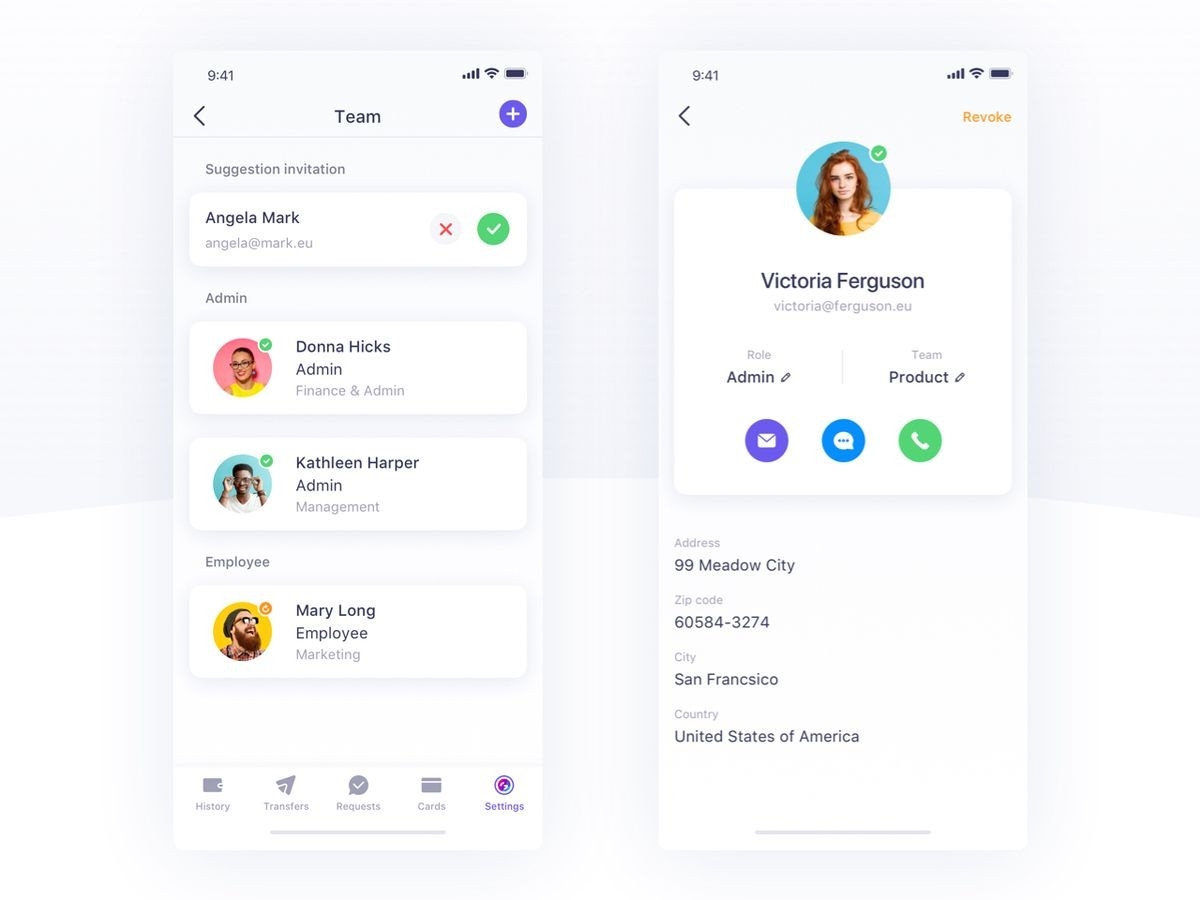 9:41
Team
Suggestion invitation
Angela Mark
angela@mark.eu
Admin
Donna Hicks
Admin
Finance & Admin
Kathleen Harper
Admin
Management
Employee
Mary Long
Employee
Marketing
History Transfers Requests Cards Settings
9:41
Revoke
Victoria Ferguson
victoria@ferguson.eu
Role Team
Admin Product
Address
99 Meadow City
Zip code
60584-3274
City
San Francsico
Country
United States of America